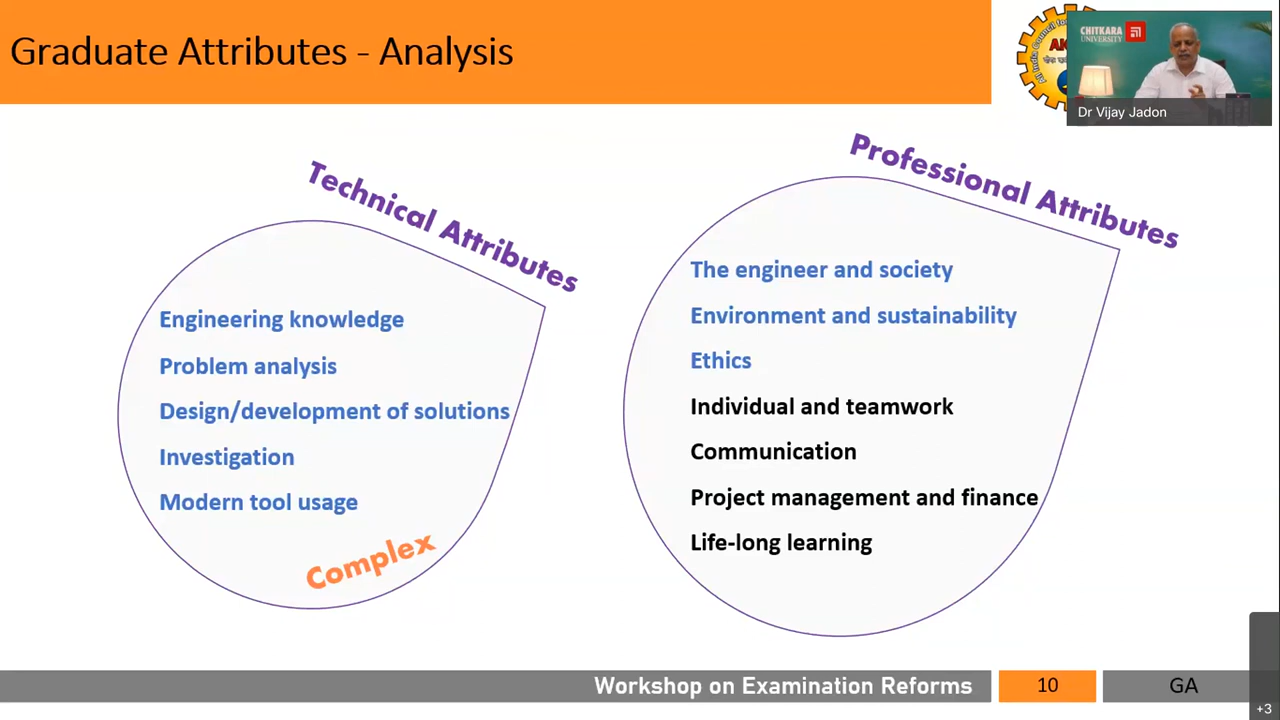 Graduate Attributes - Analysis
CHITKARA
UNIVERSITY
Dr Vijay Jadon
Technical Attributes
Engineering knowledge
Problem analysis
Design/development of solutions
Investigation
Modern tool usage
Complex
Professional Attributes
The engineer and society
Environment and sustainability
Ethics
Individual and teamwork
Communication
Project management and finance
Life-long learning
Workshop on Examination Reforms
10
GA
+3